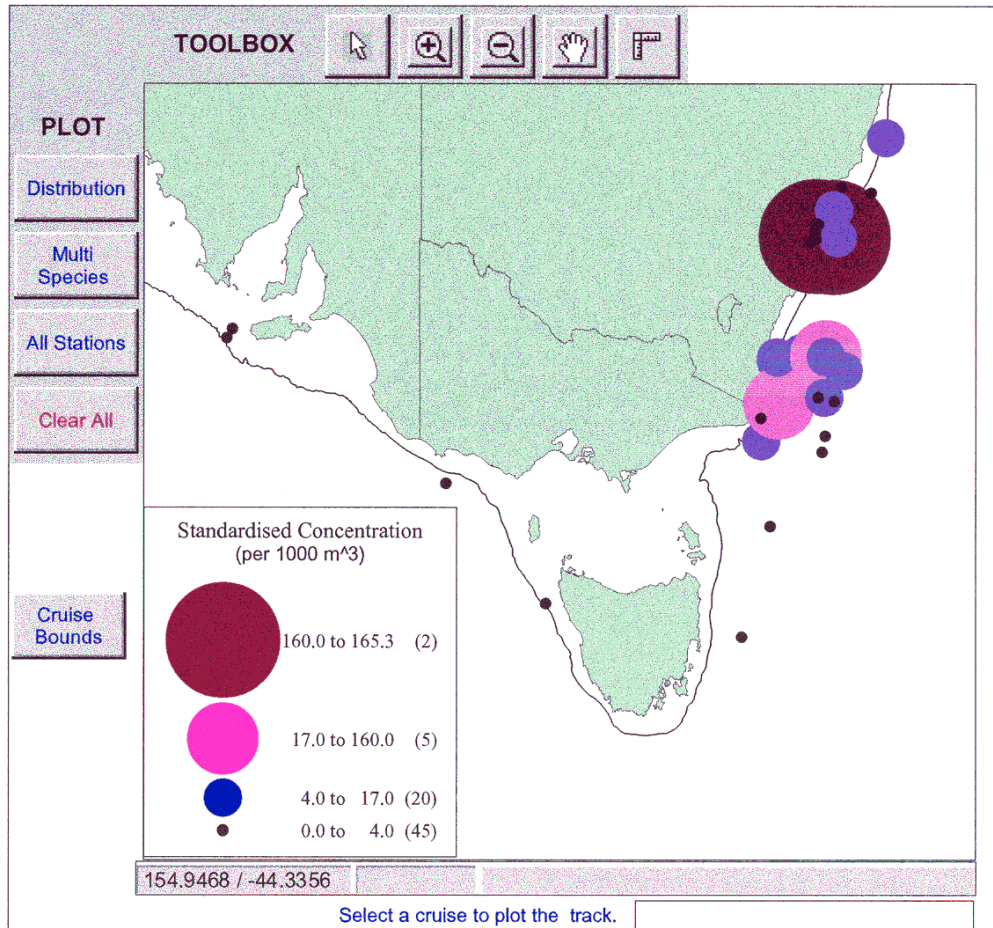 TOOLBOX
PLOT
Distribution
Multi
Species
All Stations
Clear All
Cruise
Bounds
Standardised Concentration
(per 1000 m^3)
160.0 to 165.3 (2)
17.0 to 160.0 (5)
4.0 to 17.0 (20)
0.0 to 4.0 (45)
154.9468 / -44.3356
Select a cruise to plot the track.